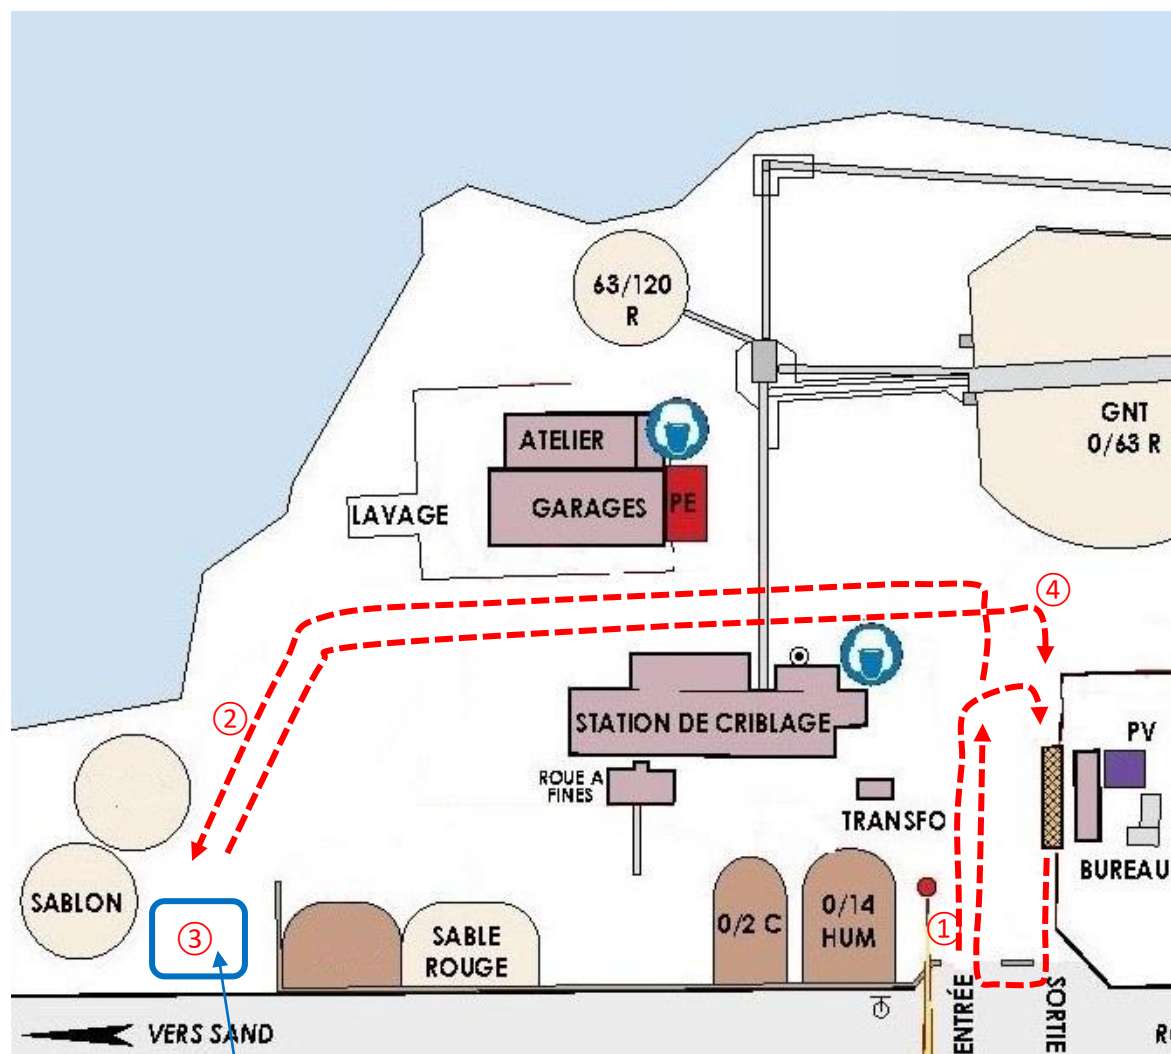 63/120
R
GNT
0/63 R
ATELIER
GARAGES
PE
LAVAGE
④
②
STATION DE CRIBLAGE
PV
ROUE A
FINES
TRANSFO
BUREAU
SABLON
③
SABLE
ROUGE
0/2 C
0/14
HUM
①
ENTRÉE
SORTIE
VERS SAND